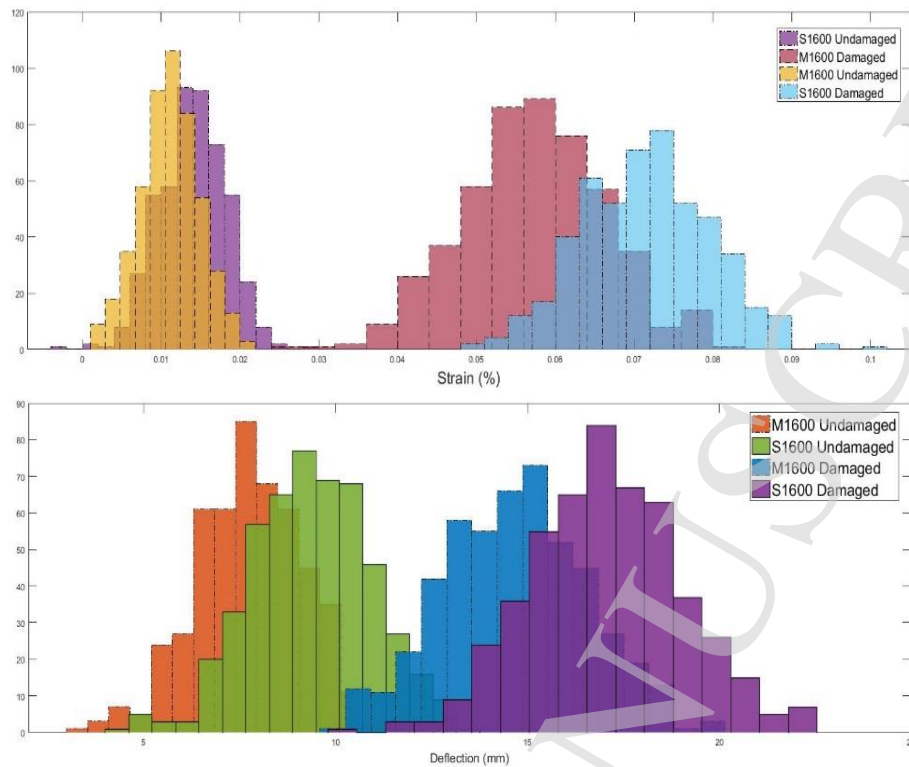 120
100
80
60
40
20
0
S1600 Undamaged
M1600 Damaged
M1600 Undamaged
S1600 Damaged
0 0.01 0.02 0.03 0.04 0.05 0.06 0.07 0.08 0.09 0.1
Strain (%)
90
80
70
60
50
40
30
20
10
0
M1600 Undamaged
S1600 Undamaged
M1600 Damaged
S1600 Damaged
5 10 15 20
Deflection (mm)
NUSCR